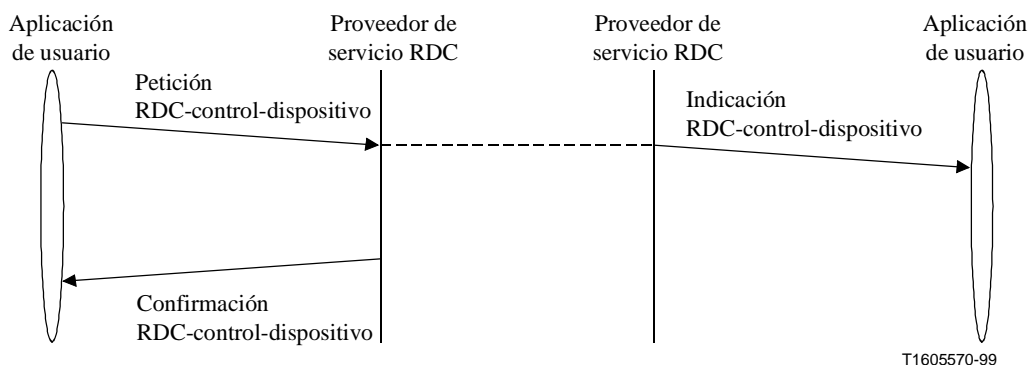 Aplicación
de usuario
Proveedor de
servicio RDC
Proveedor de
servicio RDC
Aplicación
de usuario
Petición
RDC-control-dispositivo
Indicación
RDC-control-dispositivo
Confirmación
RDC-control-dispositivo
T1605570-99